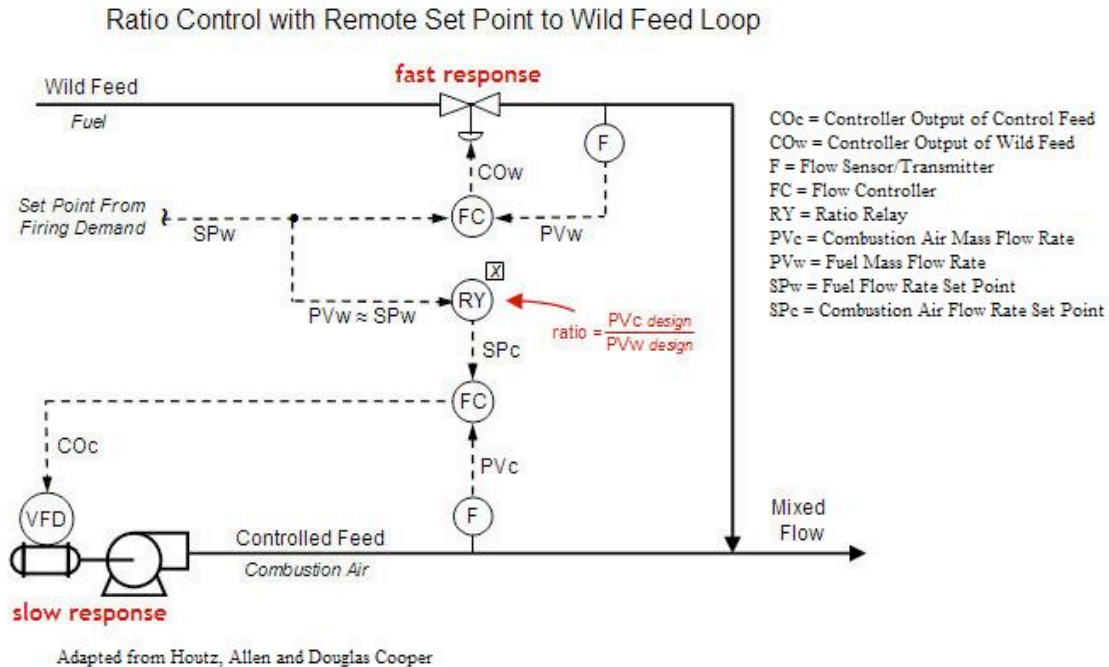 Ratio Control with Remote Set Point to Wild Feed Loop
fast response
Wild Feed
Fuel
F
COw
Set Point From
Firing Demand
SPw
FC
PVw
X
RY
PVw ≈ SPw
ratio = PVc design
PVw design
SPc
FC
COc
PVc
VFD
F
Controlled Feed
Combustion Air
Mixed
Flow
slow response
COc = Controller Output of Control Feed
COw = Controller Output of Wild Feed
F = Flow Sensor/Transmitter
FC = Flow Controller
RY = Ratio Relay
PVc = Combustion Air Mass Flow Rate
PVw = Fuel Mass Flow Rate
SPw = Fuel Flow Rate Set Point
SPc = Combustion Air Flow Rate Set Point
Adapted from Houtz, Allen and Douglas Cooper